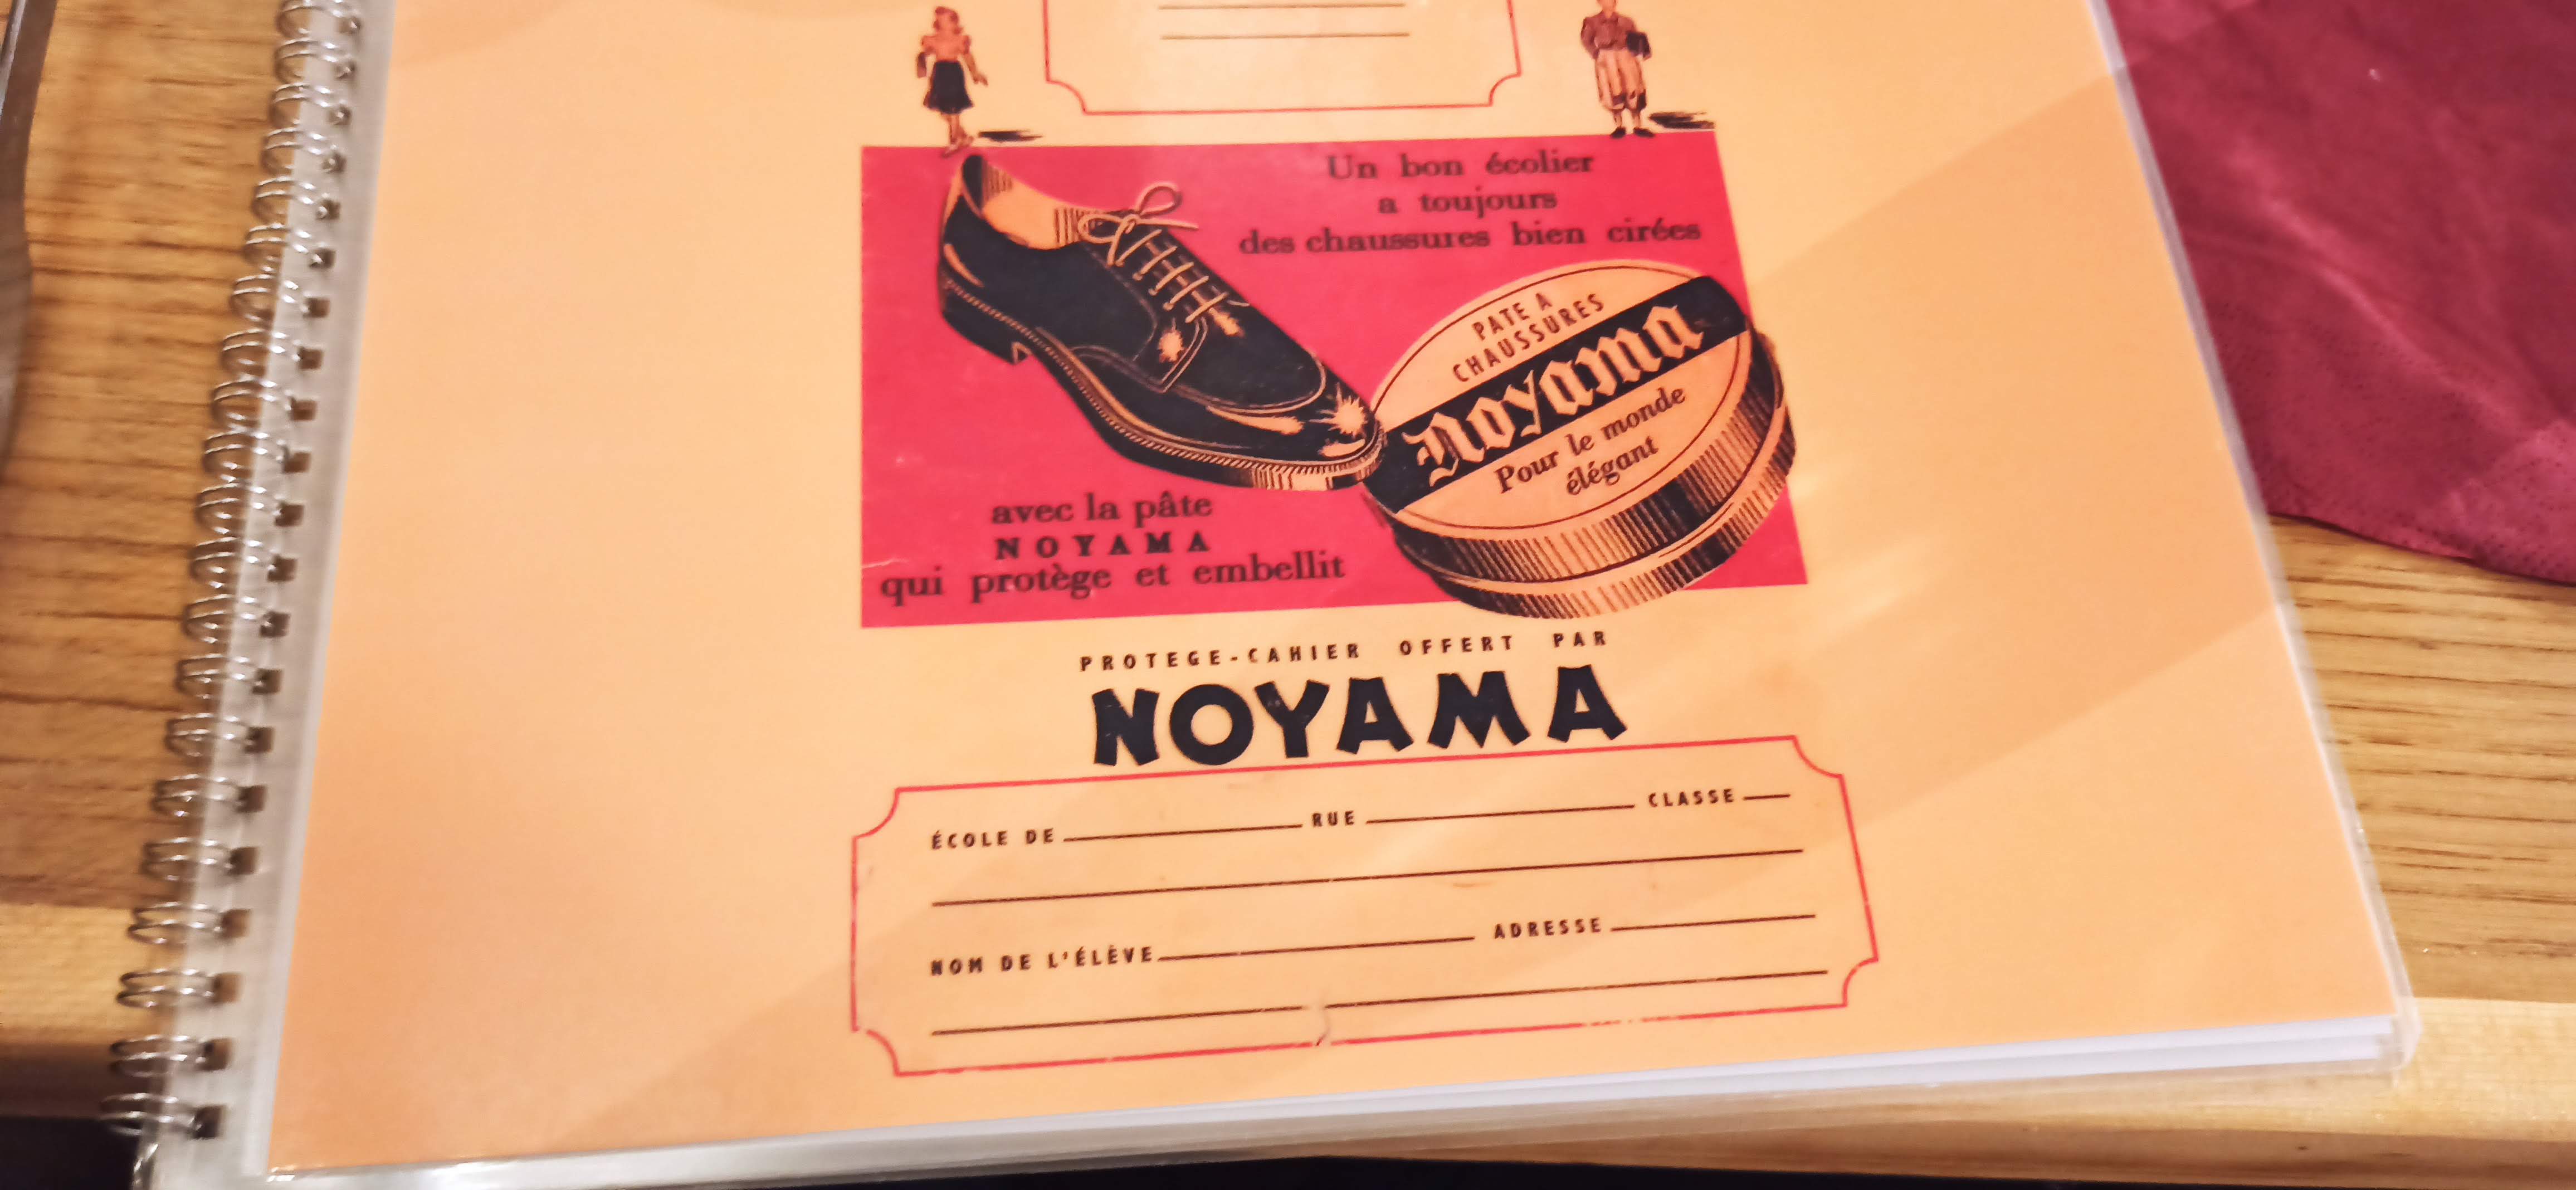 Un bon écolier
a toujours
des chaussures bien cirées
PATE A
CHAUSSURES
Noyama
Pour le monde
élégant
avec la pâte
NOYAMA
qui protège et embellit
PROTEGE-CAHIER OFFERT PAR
NOYAMA
ÉCOLE DE RUE CLASSE
NOM DE L'ÉLÈVE ADRESSE